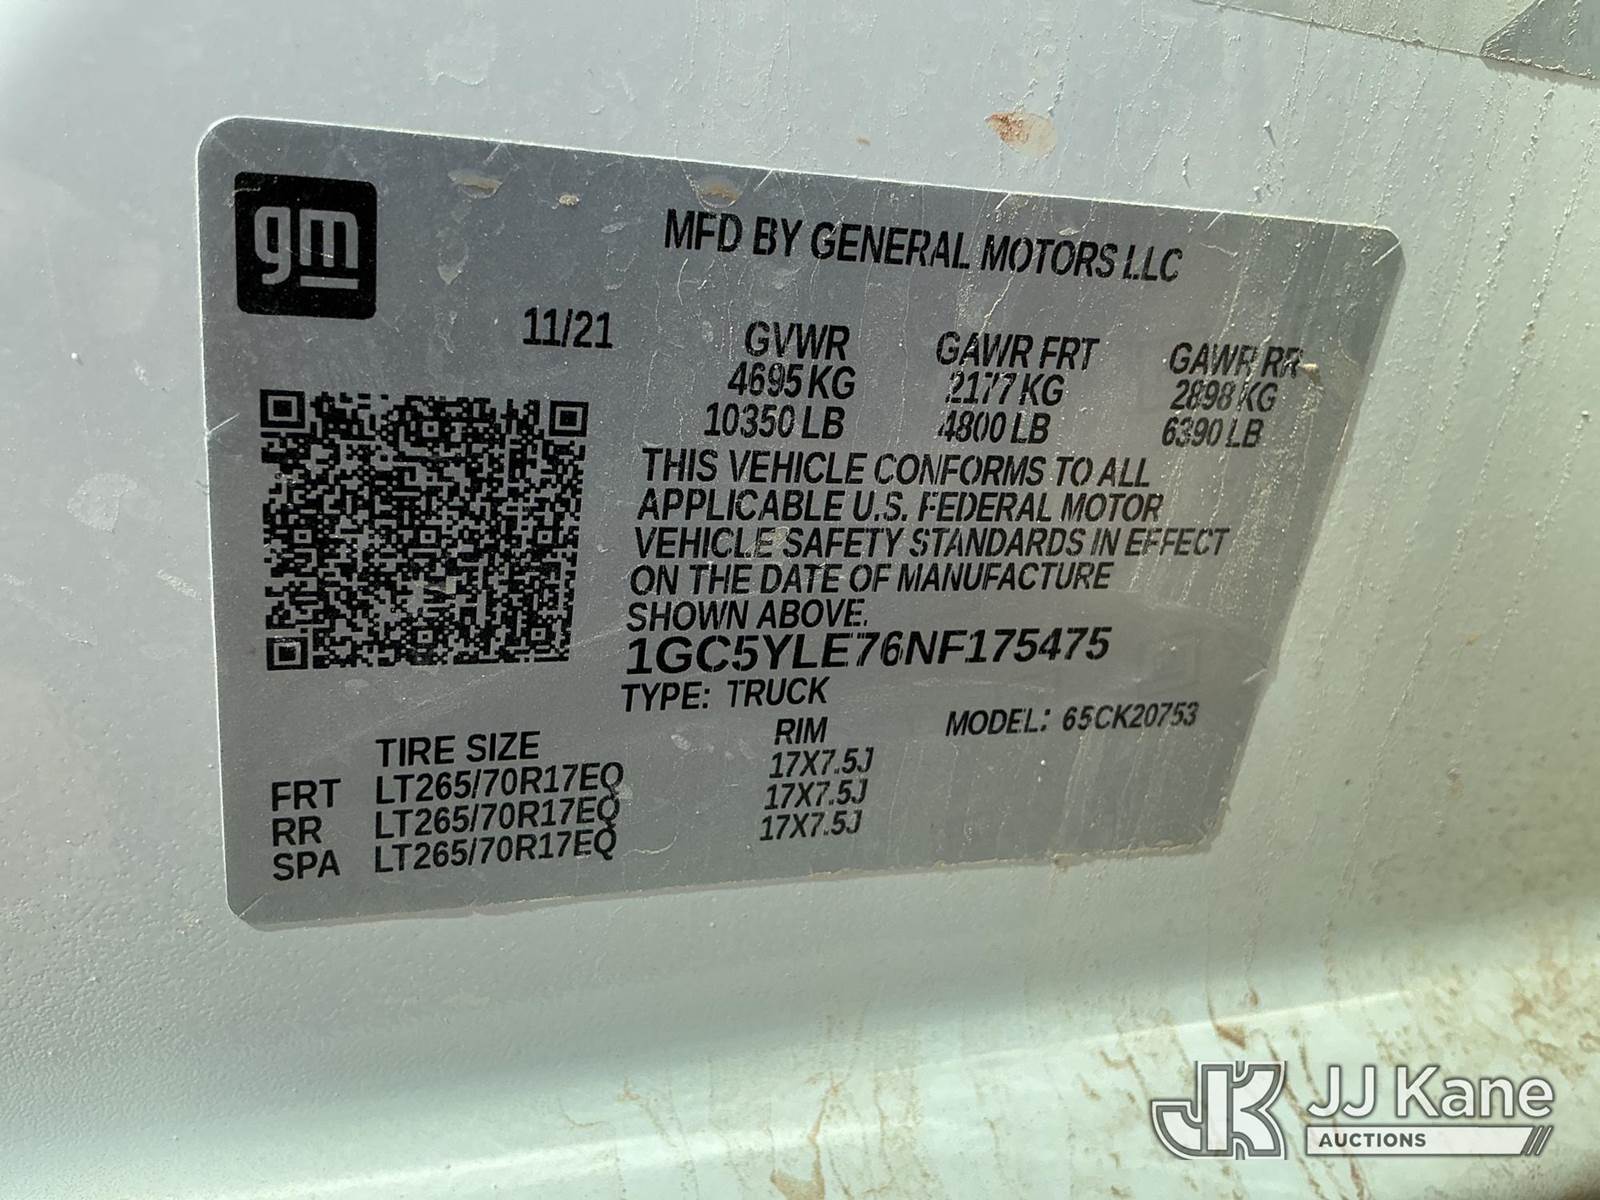 gm
MFD BY GENERAL MOTORS LLC
11/21
GVWR GAWR FRT GAWR RR
4695 KG 2177 KG 2898 KG
10350 LB 4800 LB 6390 LB
THIS VEHICLE CONFORMS TO ALL
APPLICABLE U.S. FEDERAL MOTOR
VEHICLE SAFETY STANDARDS IN EFFECT
ON THE DATE OF MANUFACTURE
SHOWN ABOVE.
1GC5YLE76NF175475
TYPE: TRUCK MODEL: 65CK20753
TIRE SIZE RIM
FRT LT265/70R17EQ 17X7.5J
RR LT265/70R17EQ 17X7.5J
SPA LT265/70R17EQ 17X7.5J
JK JJ Kane
AUCTIONS